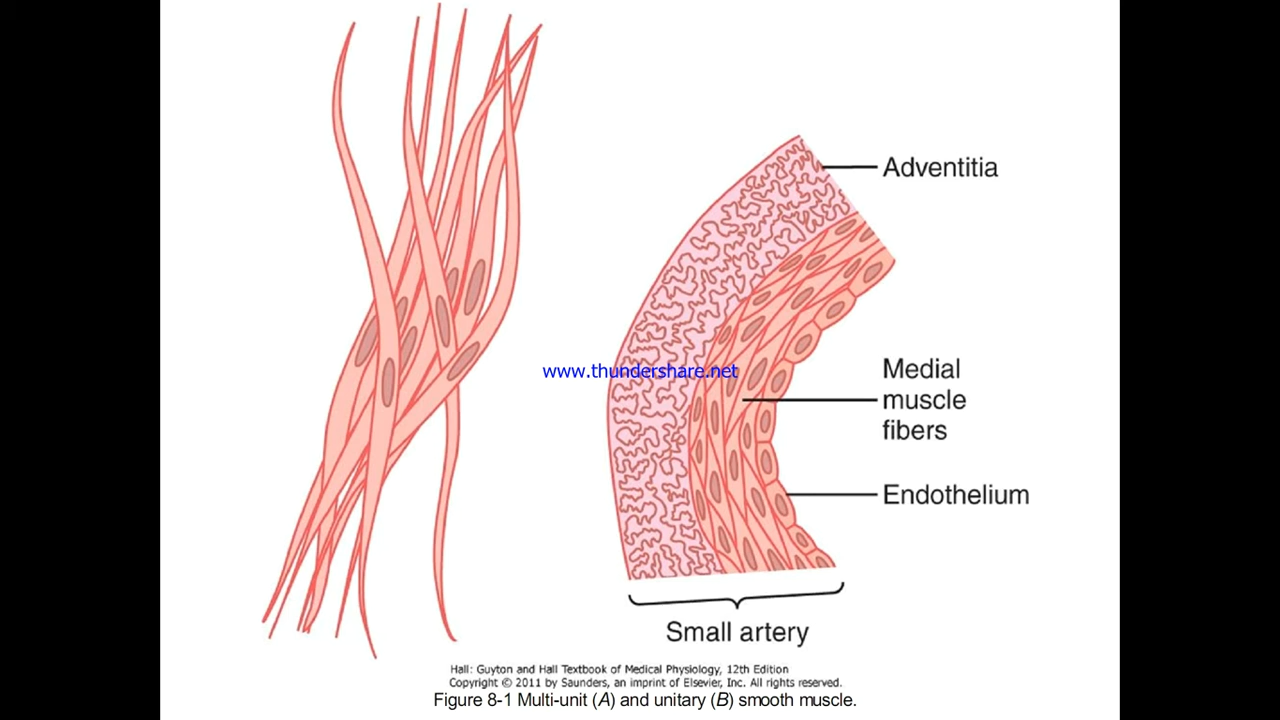 Adventitia
www.thundershare.net
Medial
muscle
fibers
Endothelium
Small artery
Hall: Guyton and Hall Textbook of Medical Physiology, 12th Edition
Copyright © 2011 by Saunders, an imprint of Elsevier, Inc. All rights reserved.
Figure 8-1 Multi-unit (A) and unitary (B) smooth muscle.